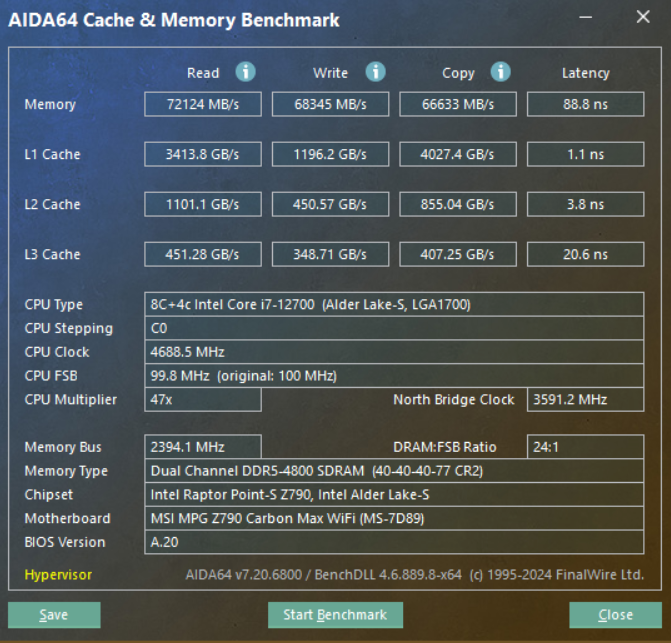 AIDA64 Cache & Memory Benchmark
Read Write Copy Latency
Memory 72124 MB/s 68345 MB/s 66633 MB/s 88.8 ns
L1 Cache 3413.8 GB/s 1196.2 GB/s 4027.4 GB/s 1.1 ns
L2 Cache 1101.1 GB/s 450.57 GB/s 855.04 GB/s 3.8 ns
L3 Cache 451.28 GB/s 348.71 GB/s 407.25 GB/s 20.6 ns
CPU Type 8C+4c Intel Core i7-12700 (Alder Lake-S, LGA1700)
CPU Stepping C0
CPU Clock 4688.5 MHz
CPU FSB 99.8 MHz (original: 100 MHz)
CPU Multiplier 47x North Bridge Clock 3591.2 MHz
Memory Bus 2394.1 MHz DRAM:FSB Ratio 24:1
Memory Type Dual Channel DDR5-4800 SDRAM (40-40-40-77 CR2)
Chipset Intel Raptor Point-S Z790, Intel Alder Lake-S
Motherboard MSI MPG Z790 Carbon Max WiFi (MS-7D89)
BIOS Version A.20
Hypervisor AIDA64 v7.20.6800 / BenchDLL 4.6.889.8-x64 (c) 1995-2024 FinalWire Ltd.
Save Start Benchmark Close